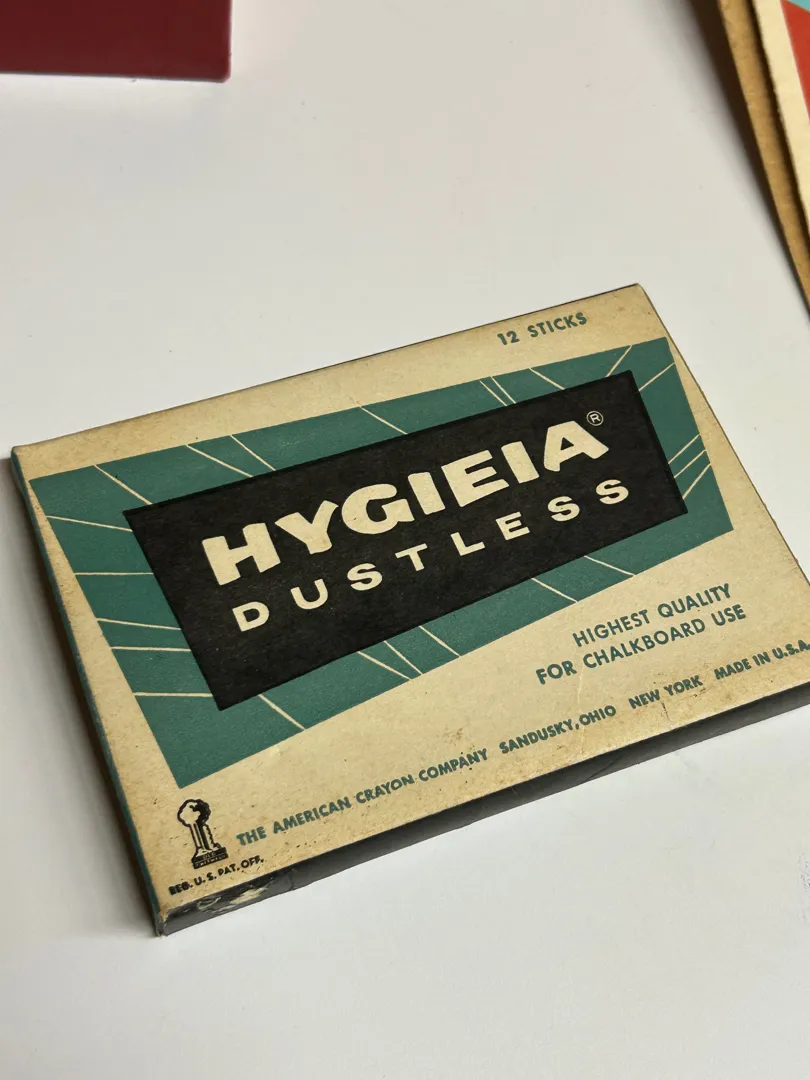 12 STICKS
HYGIEIA®
DUSTLESS
HIGHEST QUALITY
FOR CHALKBOARD USE
THE AMERICAN CRAYON COMPANY SANDUSKY, OHIO NEW YORK MADE IN U.S.A.
REG. U.S. PAT. OFF.